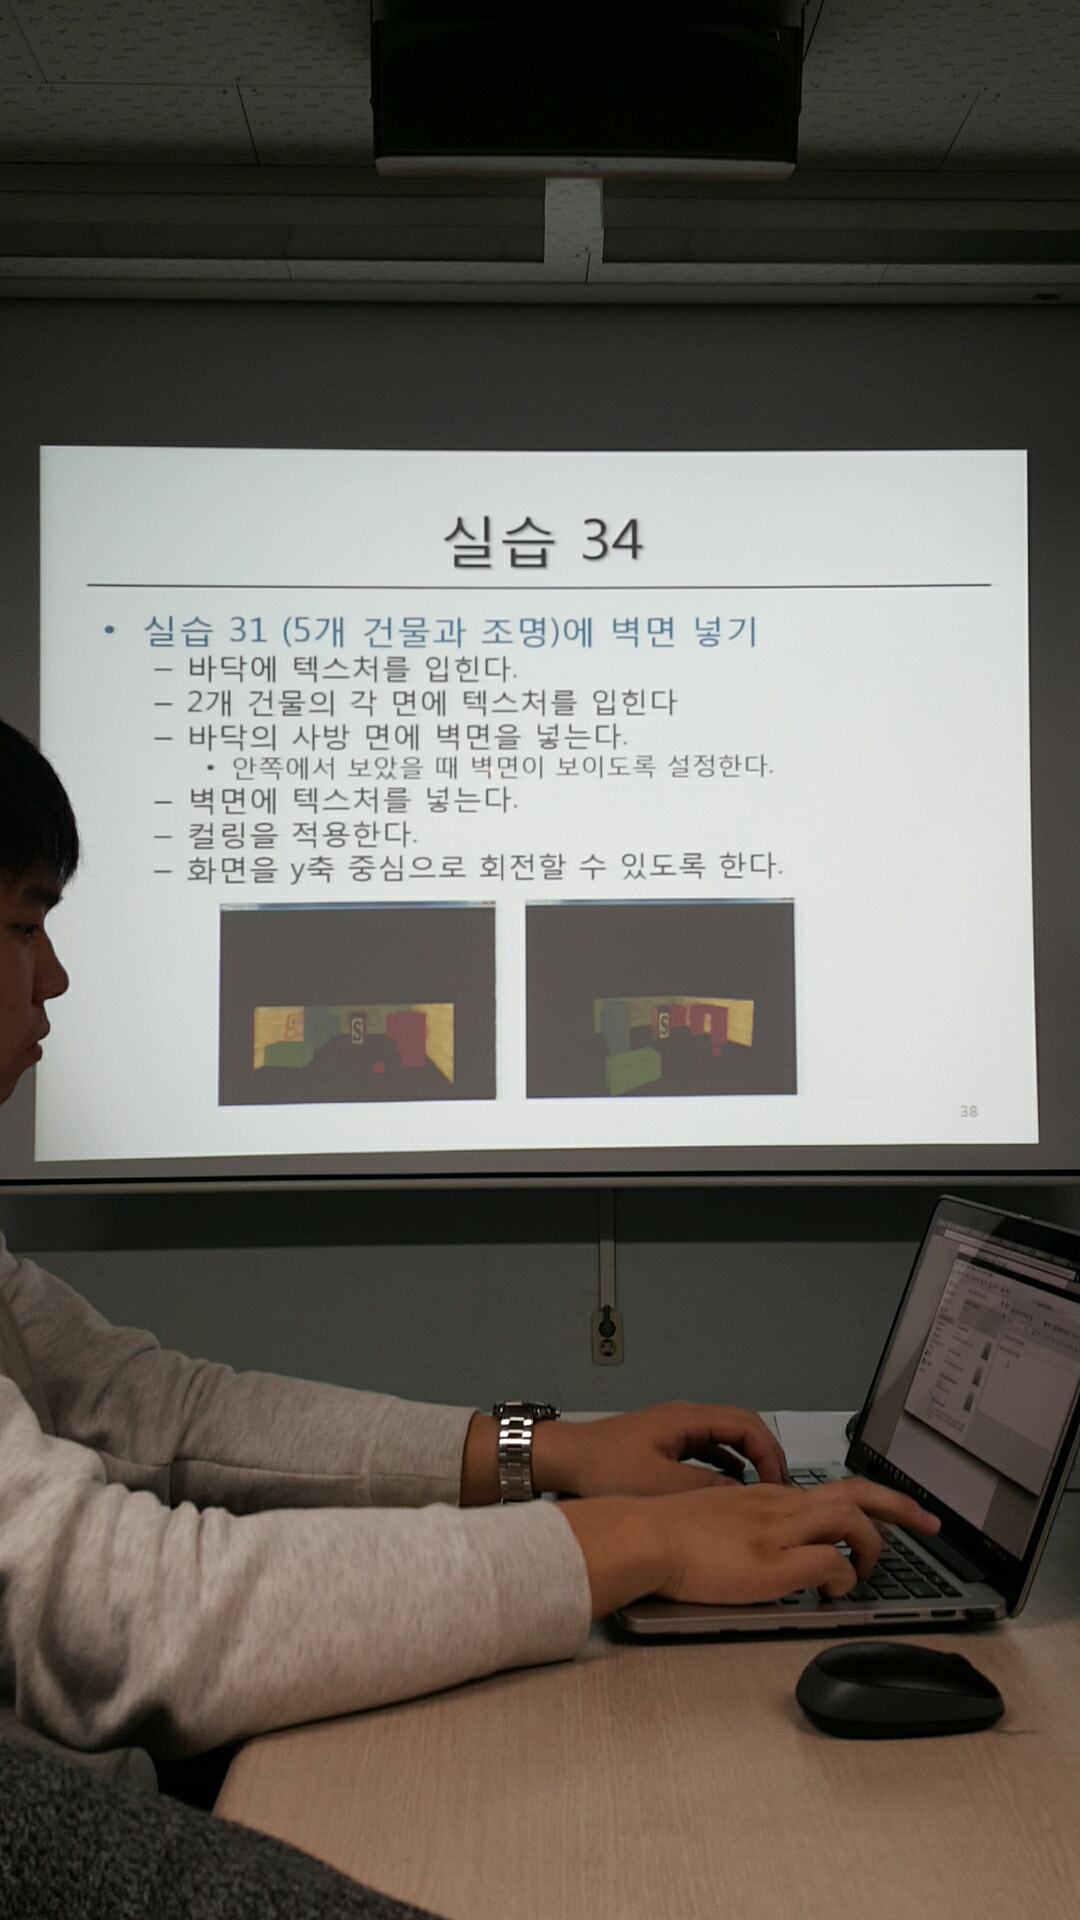 실습 34
• 실습 31 (5개 건물과 조명)에 벽면 넣기
– 바닥에 텍스처를 입힌다.
– 2개 건물의 각 면에 텍스처를 입힌다
– 바닥의 사방 면에 벽면을 넣는다.
• 안쪽에서 보았을 때 벽면이 보이도록 설정한다.
– 벽면에 텍스처를 넣는다.
– 컬링을 적용한다.
– 화면을 y축 중심으로 회전할 수 있도록 한다.
S
S
38